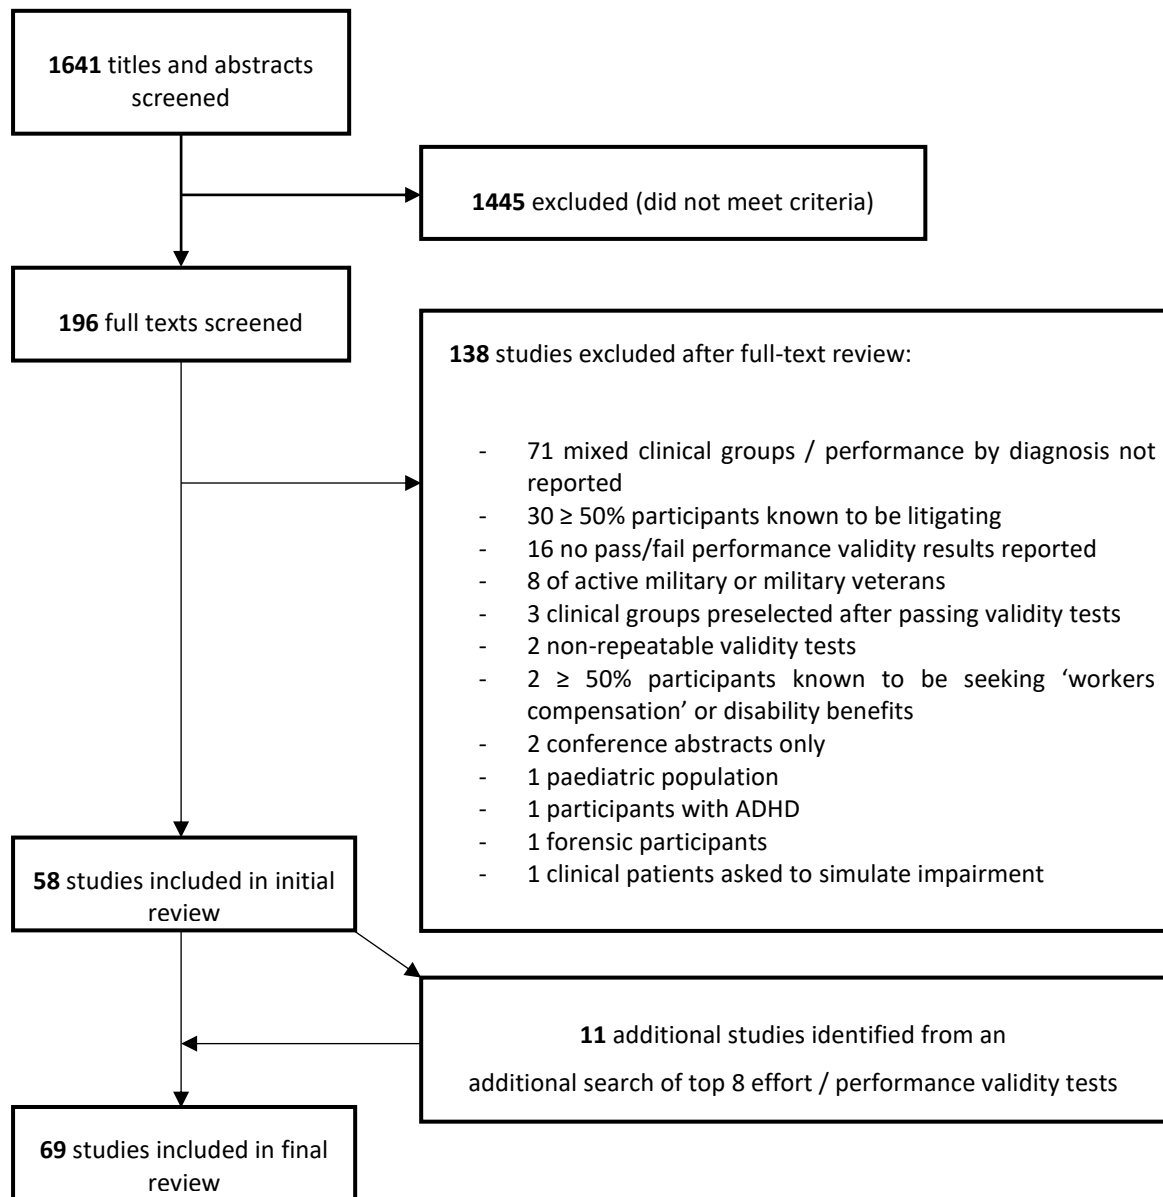 1641 titles and abstracts
screened
1445 excluded (did not meet criteria)
196 full texts screened
138 studies excluded after full-text review:
- 71 mixed clinical groups / performance by diagnosis not
reported
- 30 ≥ 50% participants known to be litigating
- 16 no pass/fail performance validity results reported
- 8 of active military or military veterans
- 3 clinical groups preselected after passing validity tests
- 2 non-repeatable validity tests
- 2 ≥ 50% participants known to be seeking ‘workers
compensation’ or disability benefits
- 2 conference abstracts only
- 1 paediatric population
- 1 participants with ADHD
- 1 forensic participants
- 1 clinical patients asked to simulate impairment
58 studies included in initial
review
11 additional studies identified from an
additional search of top 8 effort / performance validity tests
69 studies included in final
review